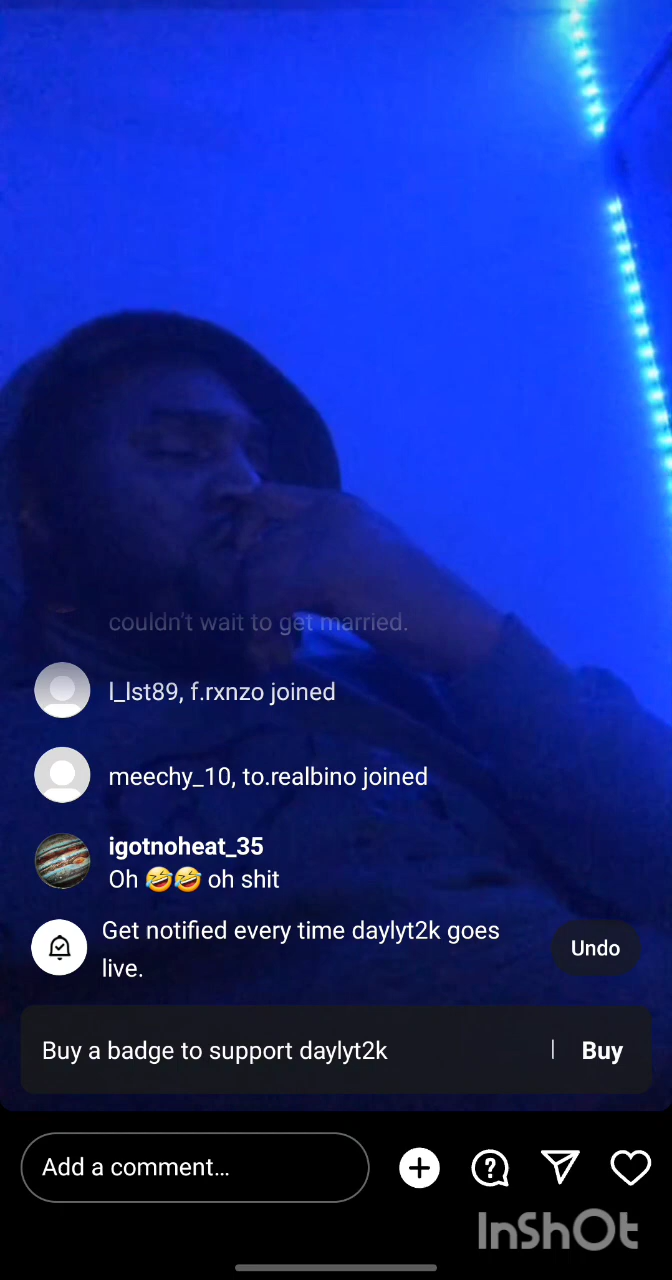 couldn't wait to get married.
l_lst89, f.rxnzo joined
meechy_10, to.realbino joined
igotnoheat_35
Oh 🤣🤣 oh shit
Get notified every time daylyt2k goes
live.
Undo
Buy a badge to support daylyt2k
Buy
Add a comment...
InShOt